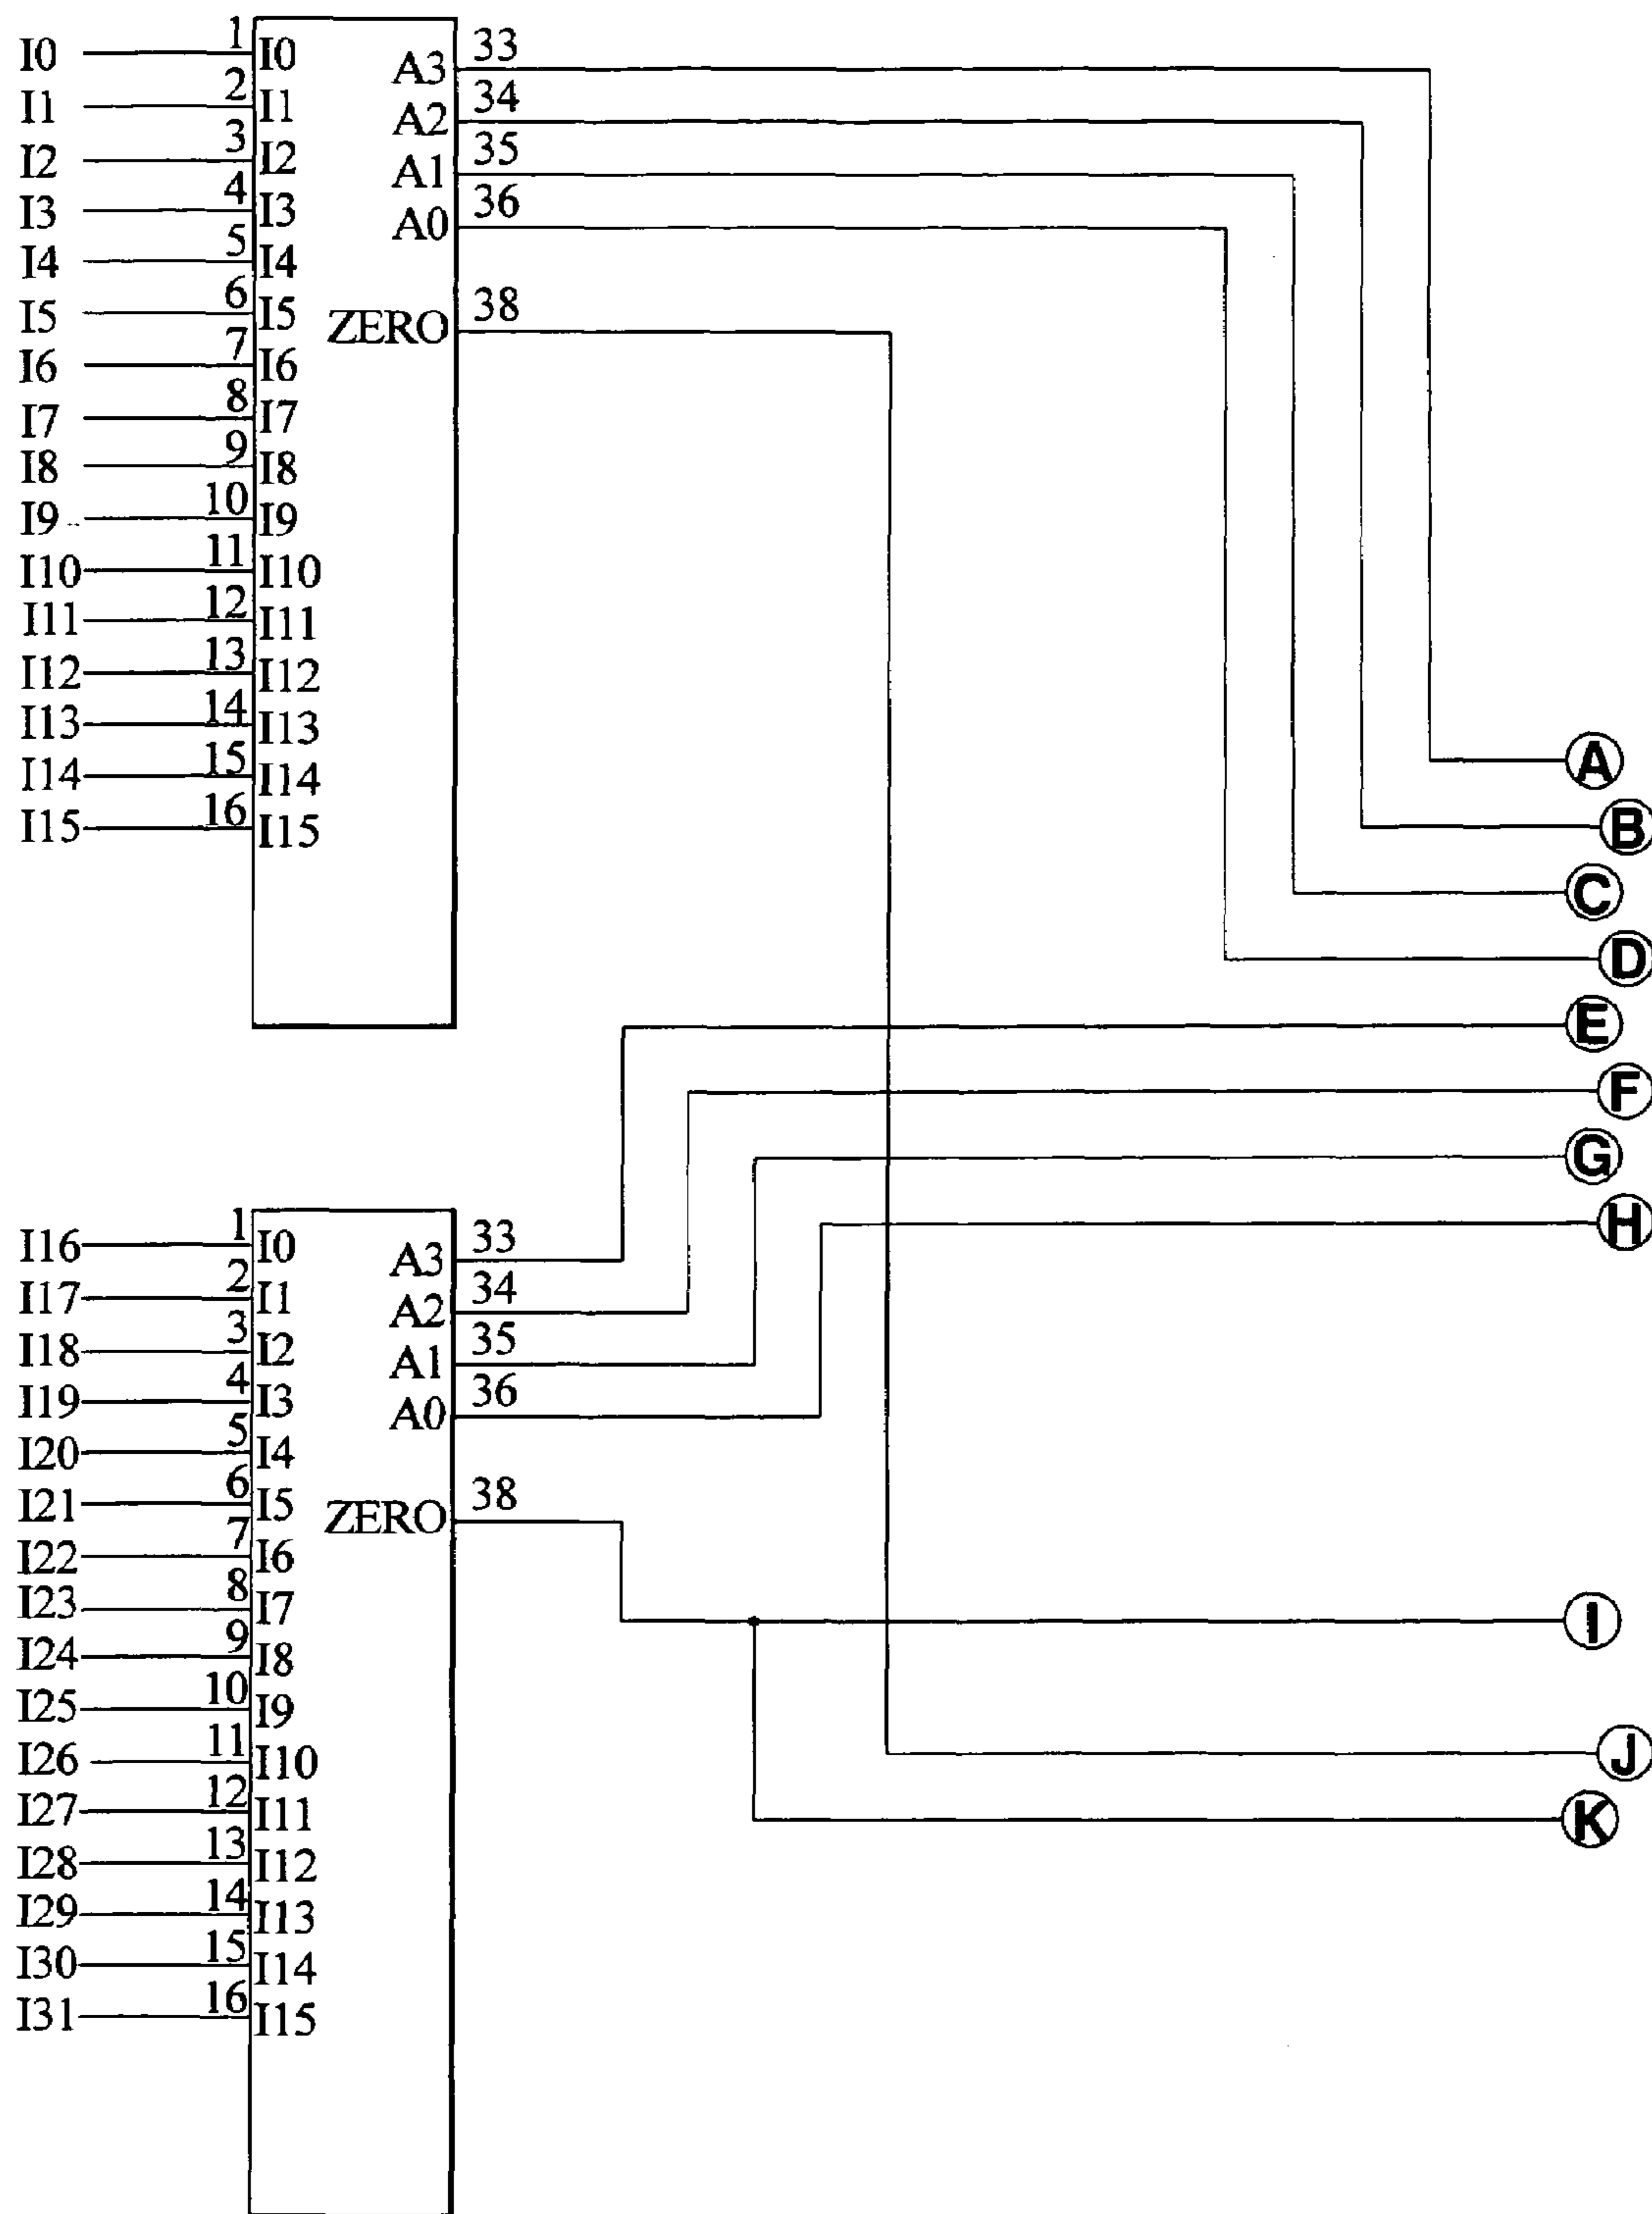 I0 1 I0 A3 33
I1 2 I1 A2 34
I2 3 I2 A1 35
I3 4 I3 A0 36
I4 5 I4
I5 6 I5 ZERO 38
I6 7 I6
I7 8 I7
I8 9 I8
I9 10 I9
I10 11 I10
I11 12 I11
I12 13 I12
I13 14 I13
I14 15 I14
I15 16 I15
A
B
C
D
E
F
G
H
I16 1 I0 A3 33
I17 2 I1 A2 34
I18 3 I2 A1 35
I19 4 I3 A0 36
I20 5 I4
I21 6 I5 ZERO 38
I22 7 I6
I23 8 I7
I24 9 I8
I25 10 I9
I26 11 I10
I27 12 I11
I28 13 I12
I29 14 I13
I30 15 I14
I31 16 I15
I
J
K